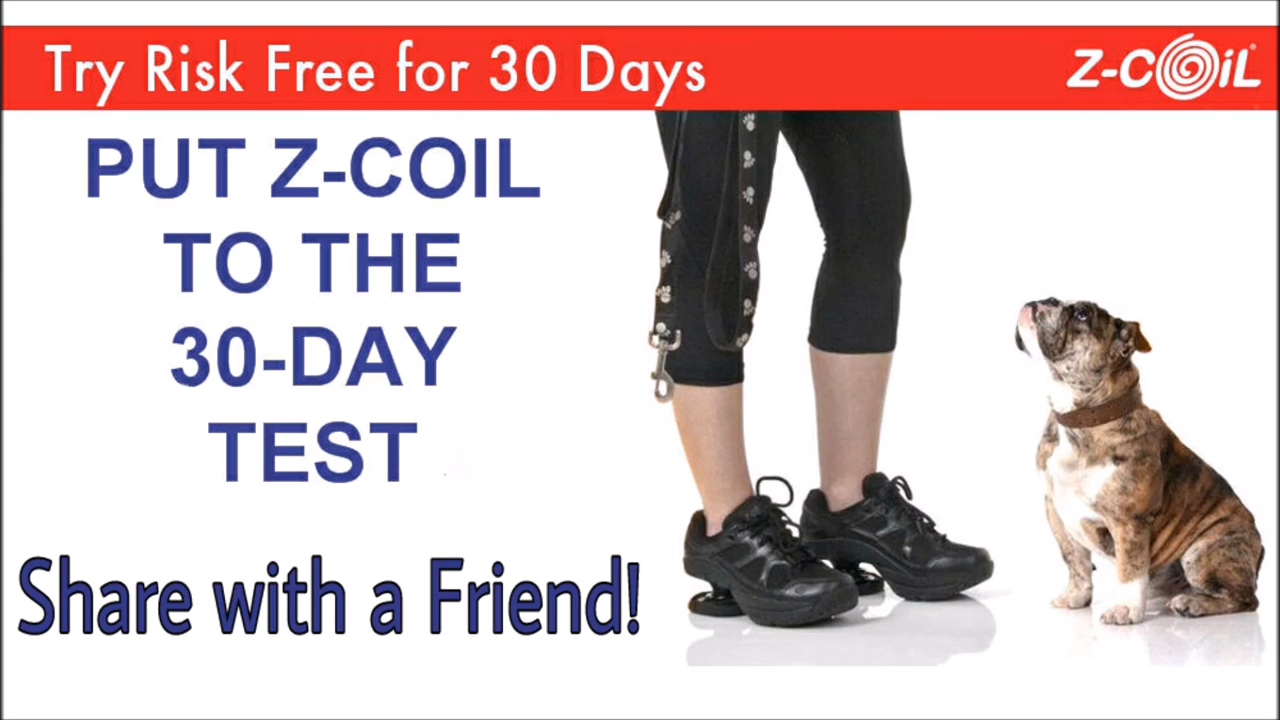 Try Risk Free for 30 Days
Z-COiL®
PUT Z-COIL
TO THE
30-DAY
TEST
Share with a Friend!